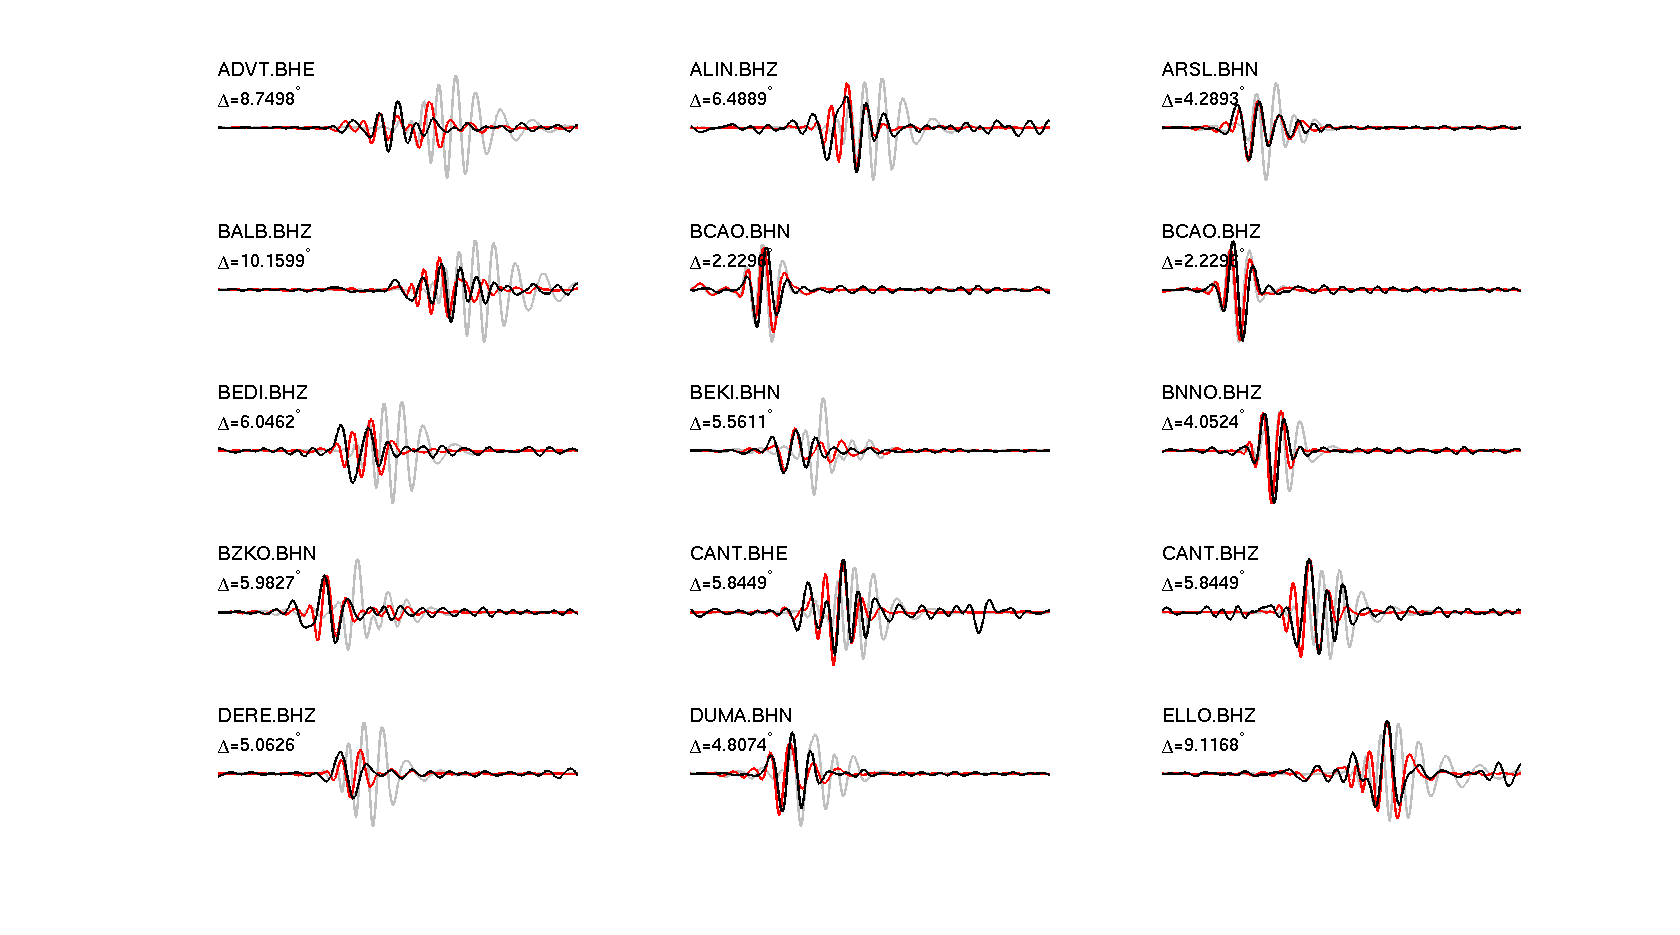 ADVT.BHE
Δ=8.7498°
ALIN.BHZ
Δ=6.4889°
ARSL.BHN
Δ=4.2893°
BALB.BHZ
Δ=10.1599°
BCAO.BHN
Δ=2.2296°
BCAO.BHZ
Δ=2.2296°
BEDI.BHZ
Δ=6.0462°
BEKI.BHN
Δ=5.5611°
BNNO.BHZ
Δ=4.0524°
BZKO.BHN
Δ=5.9827°
CANT.BHE
Δ=5.8449°
CANT.BHZ
Δ=5.8449°
DERE.BHZ
Δ=5.0626°
DUMA.BHN
Δ=4.8074°
ELLO.BHZ
Δ=9.1168°